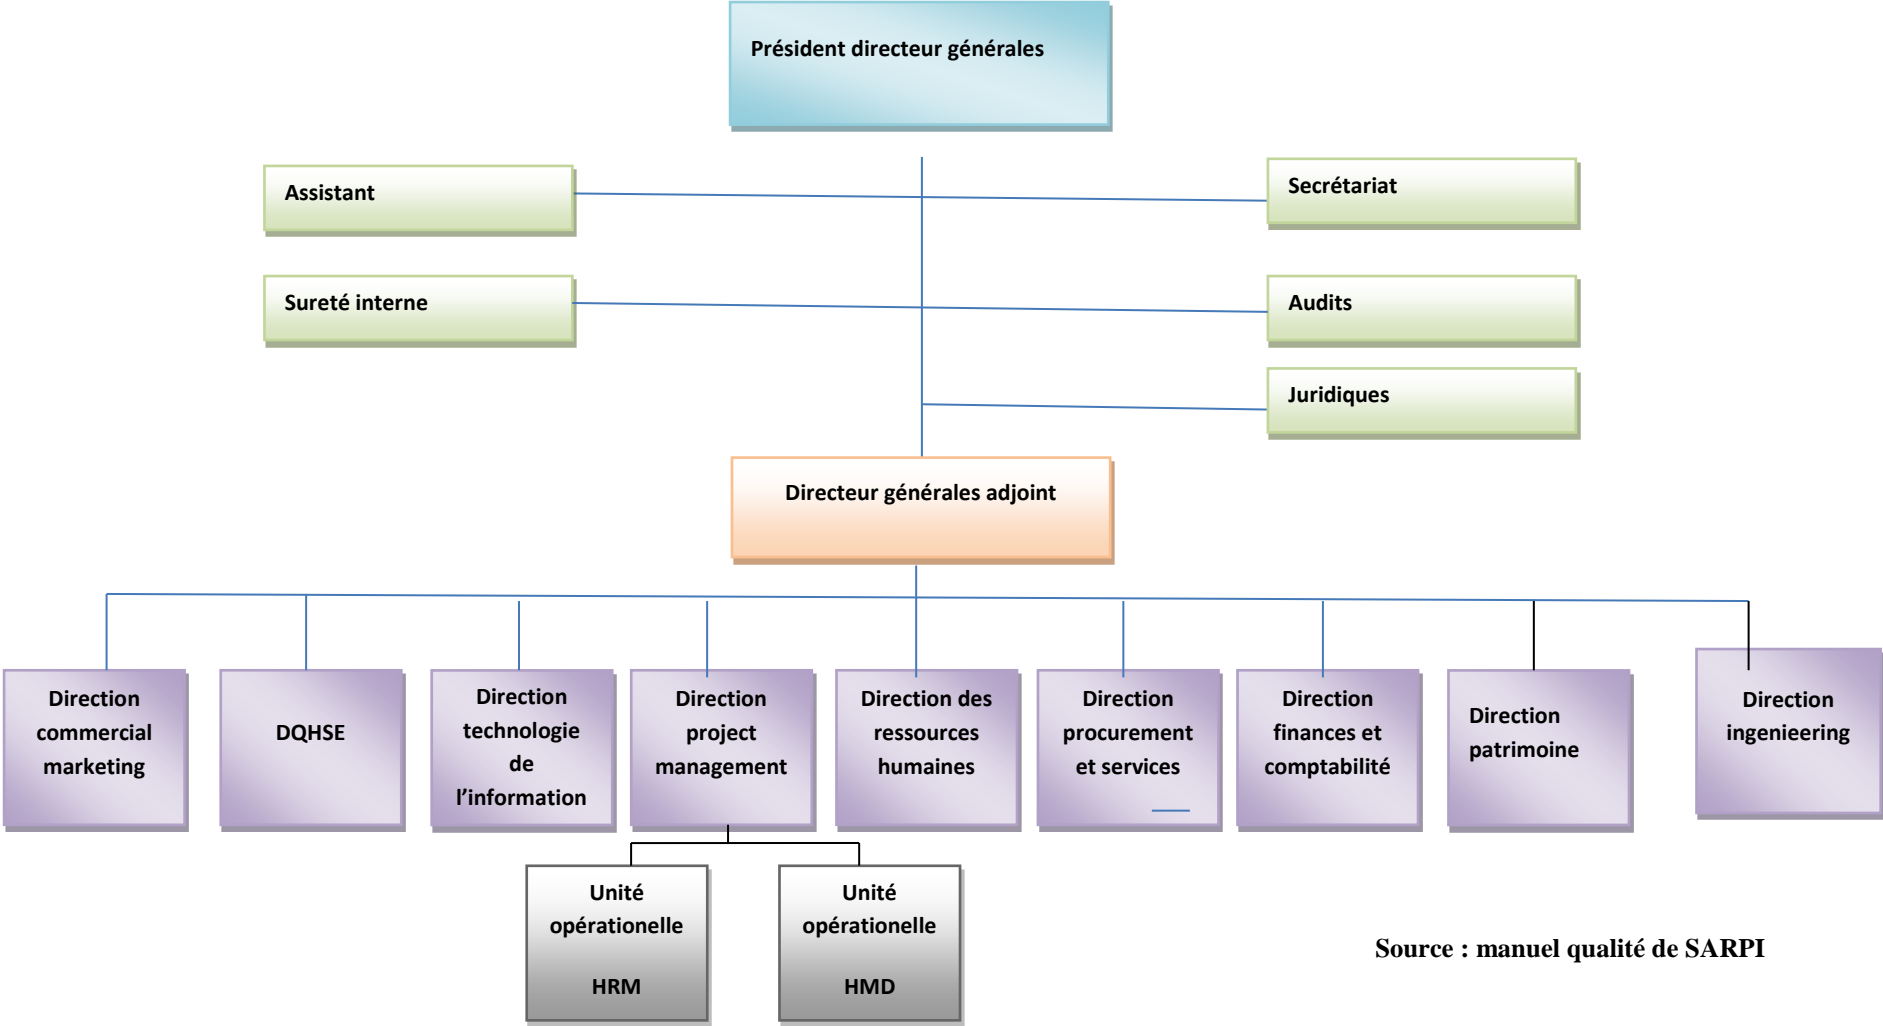 Président directeur générales
Assistant
Secrétariat
Sureté interne
Audits
Juridiques
Directeur générales adjoint
Direction
commercial
marketing
DQHSE
Direction
technologie
de
l’information
Direction
project
management
Direction des
ressources
humaines
Direction
procurement
et services
Direction
finances et
comptabilité
Direction
patrimoine
Direction
ingenieering
Unité
opérationelle
HRM
Unité
opérationelle
HMD
Source : manuel qualité de SARPI